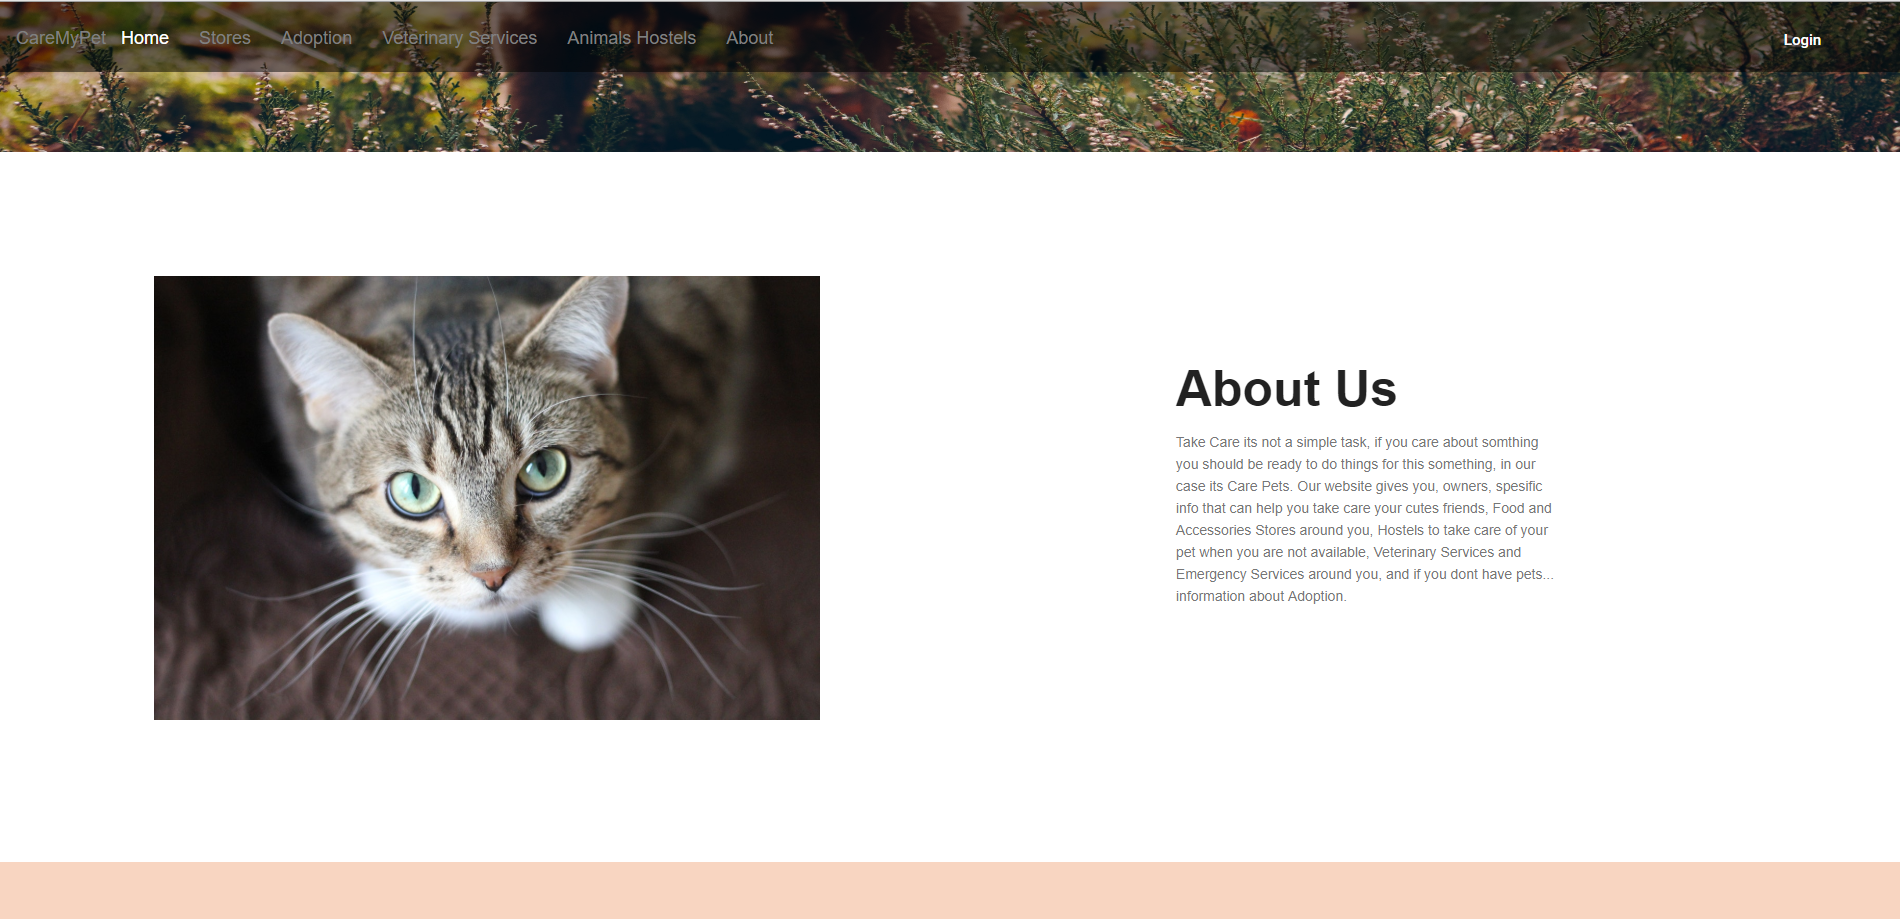 CareMyPet Home Stores Adoption Veterinary Services Animals Hostels About Login
About Us
Take Care its not a simple task, if you care about somthing
you should be ready to do things for this something, in our
case its Care Pets. Our website gives you, owners, spesific
info that can help you take care your cutes friends, Food and
Accessories Stores around you, Hostels to take care of your
pet when you are not available, Veterinary Services and
Emergency Services around you, and if you dont have pets...
information about Adoption.